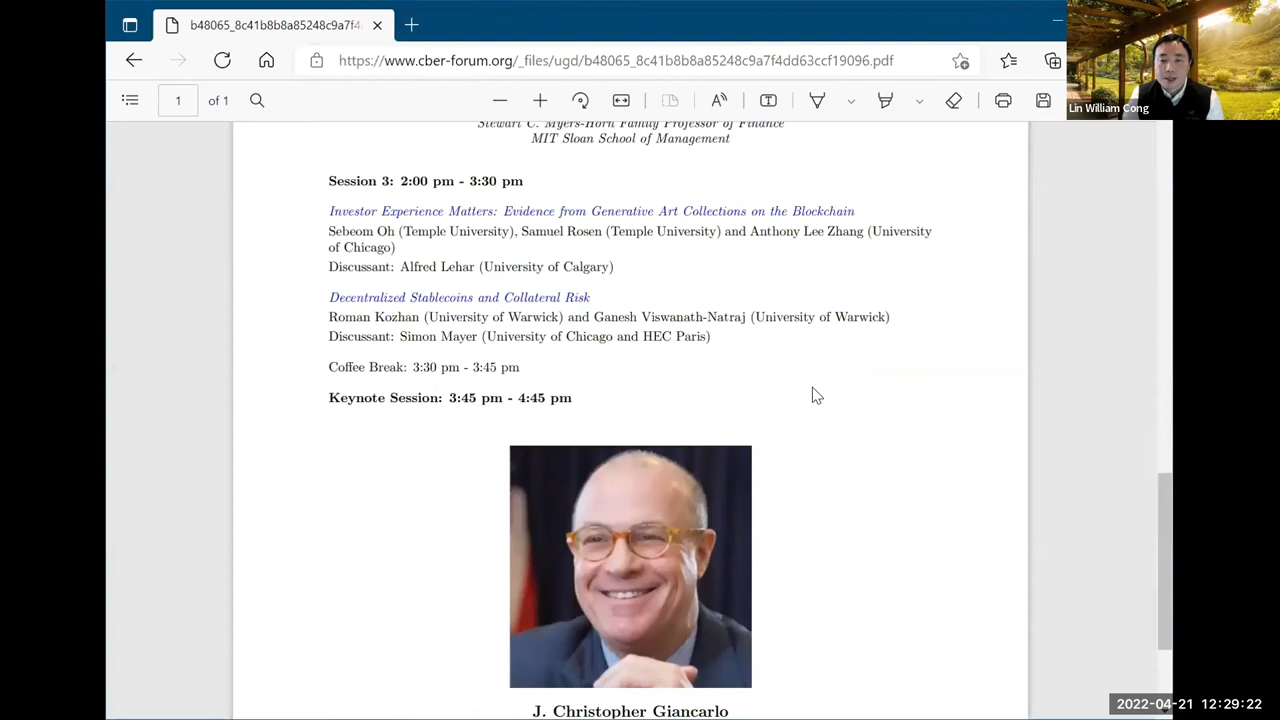 b48065_8c41b8b8a85248c9a7f4
https://www.cber-forum.org/_files/ugd/b48065_8c41b8b8a85248c9a7f4dd63ccf19096.pdf
Lin William Cong
1 of 1
Stewart C. Myers-Horn Family Professor of Finance
MIT Sloan School of Management
Session 3: 2:00 pm - 3:30 pm
Investor Experience Matters: Evidence from Generative Art Collections on the Blockchain
Sebeom Oh (Temple University), Samuel Rosen (Temple University) and Anthony Lee Zhang (University
of Chicago)
Discussant: Alfred Lehar (University of Calgary)
Decentralized Stablecoins and Collateral Risk
Roman Kozhan (University of Warwick) and Ganesh Viswanath-Natraj (University of Warwick)
Discussant: Simon Mayer (University of Chicago and HEC Paris)
Coffee Break: 3:30 pm - 3:45 pm
Keynote Session: 3:45 pm - 4:45 pm
J. Christopher Giancarlo
2022-04-21 12:29:22